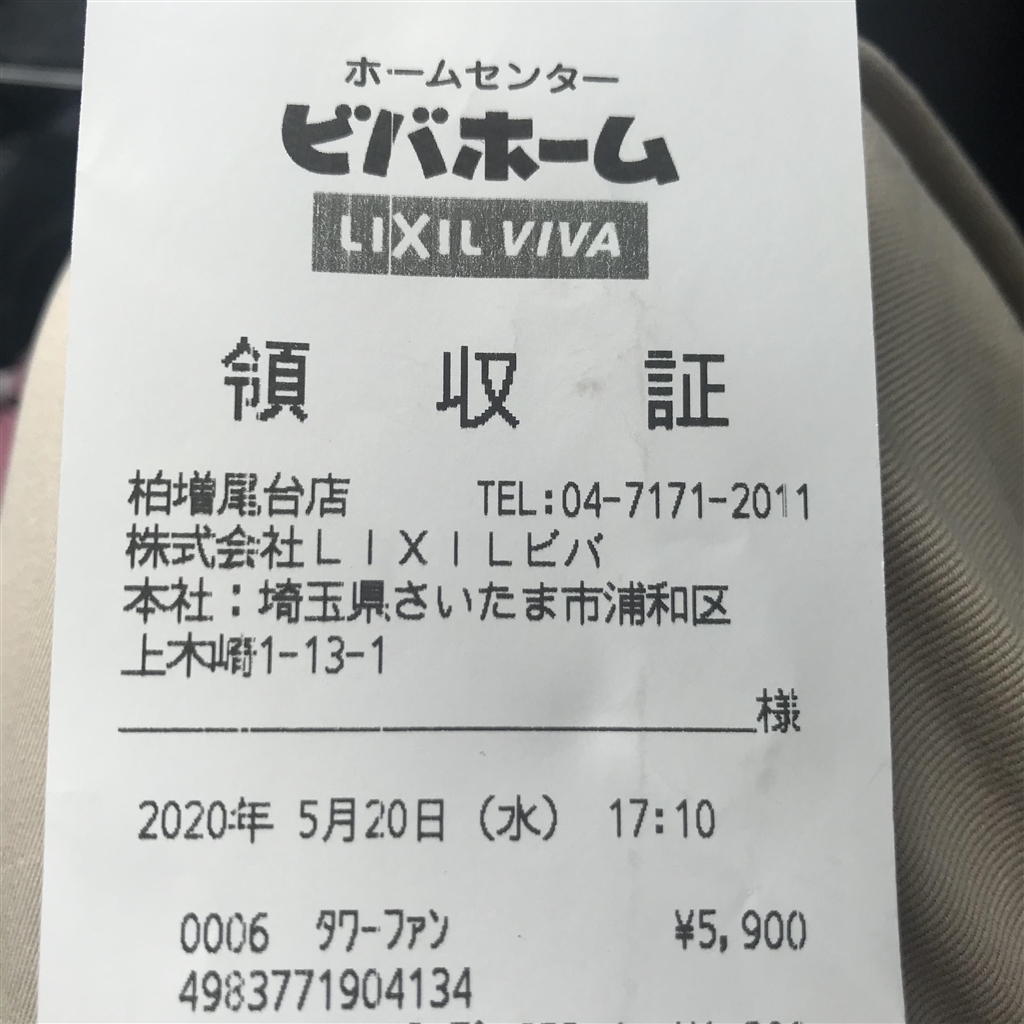 ホームセンター
ビバホーム
LIXIL VIVA
領 収 証
柏増尾台店 TEL:04-7171-2011
株式会社LIXILビバ
本社：埼玉県さいたま市浦和区
上木崎1-13-1
様
2020年 5月20日 (水) 17:10
0006 ﾀﾜｰﾌｧﾝ ¥5,900
4983771904134